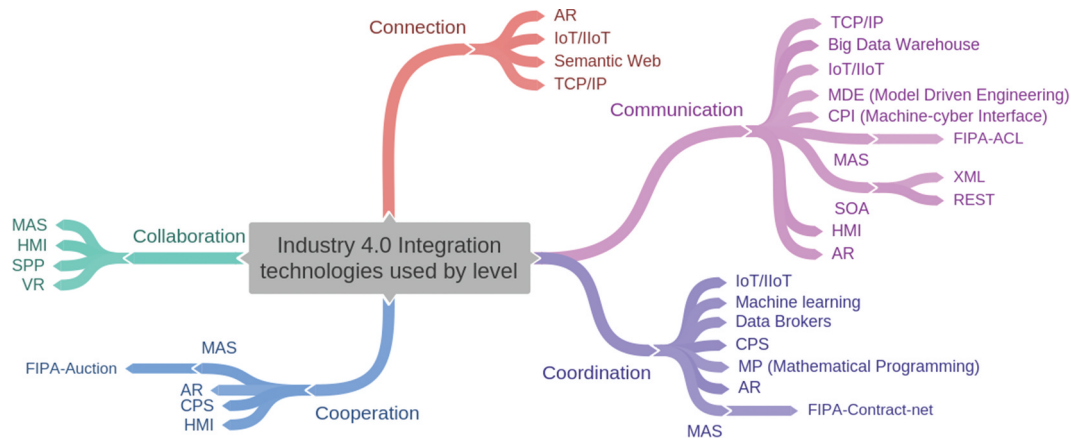 Industry 4.0 Integration
technologies used by level
Connection
AR
IoT/IIoT
Semantic Web
TCP/IP
Communication
TCP/IP
Big Data Warehouse
IoT/IIoT
MDE (Model Driven Engineering)
CPI (Machine-cyber Interface)
MAS
FIPA-ACL
SOA
XML
REST
HMI
AR
Coordination
IoT/IIoT
Machine learning
Data Brokers
CPS
MP (Mathematical Programming)
AR
MAS
FIPA-Contract-net
Cooperation
MAS
FIPA-Auction
AR
CPS
HMI
Collaboration
MAS
HMI
SPP
VR